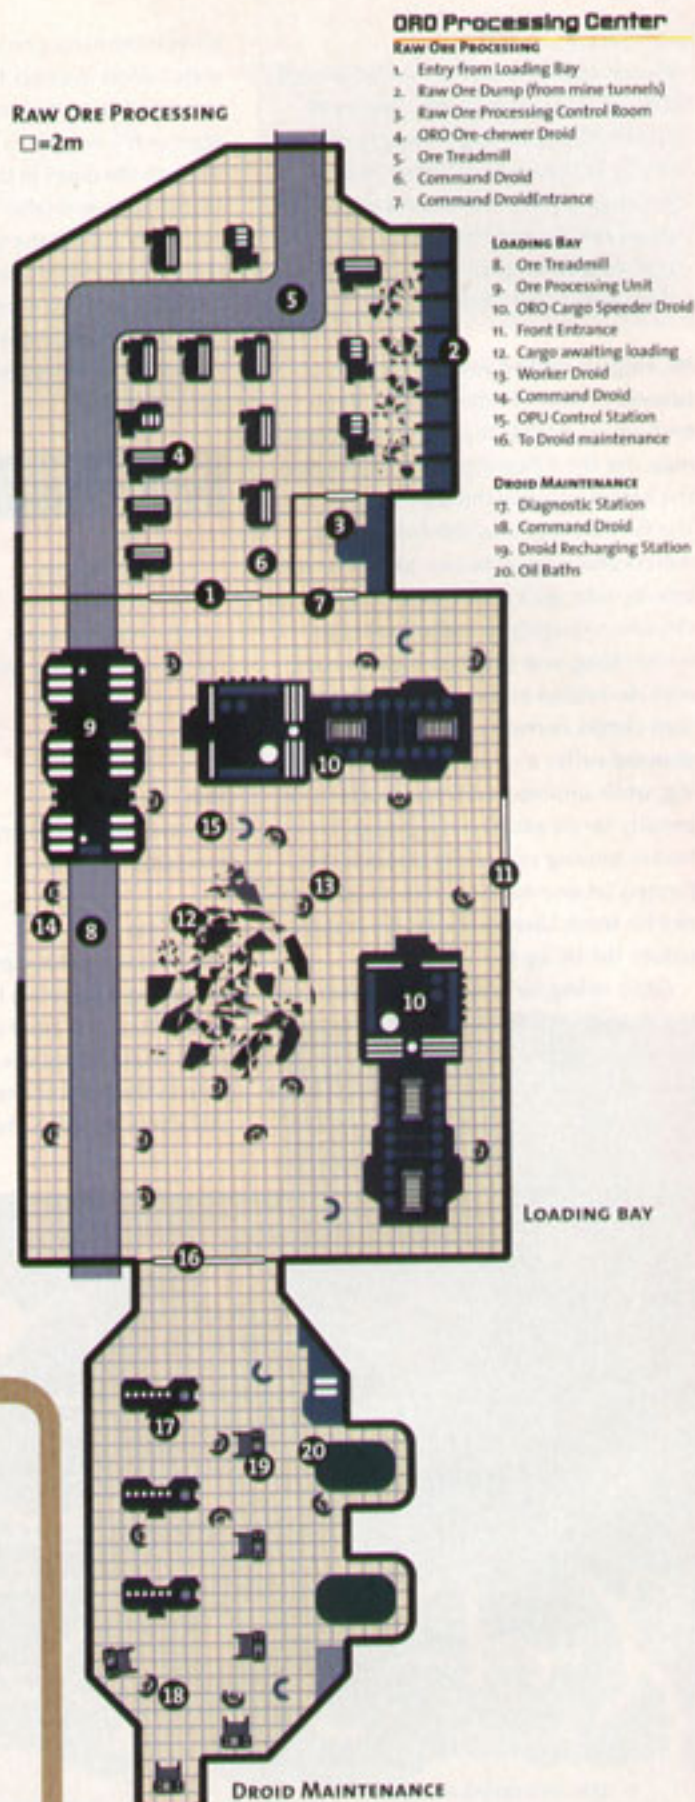 ORO Processing Center
RAW ORE PROCESSING
1. Entry from Loading Bay
2. Raw Ore Dump (from mine tunnels)
3. Raw Ore Processing Control Room
4. ORO Ore-chewer Droid
5. Ore Treadmill
6. Command Droid
7. Command DroidEntrance
LOADING BAY
8. Ore Treadmill
9. Ore Processing Unit
10. ORO Cargo Speeder Droid
11. Front Entrance
12. Cargo awaiting loading
13. Worker Droid
14. Command Droid
15. OPU Control Station
16. To Droid maintenance
DROID MAINTENANCE
17. Diagnostic Station
18. Command Droid
19. Droid Recharging Station
20. Oil Baths
RAW ORE PROCESSING
□=2m
5
2
4
3
6
1
7
9
10
15
13
11
12
14
8
10
LOADING BAY
16
17
20
19
18
DROID MAINTENANCE